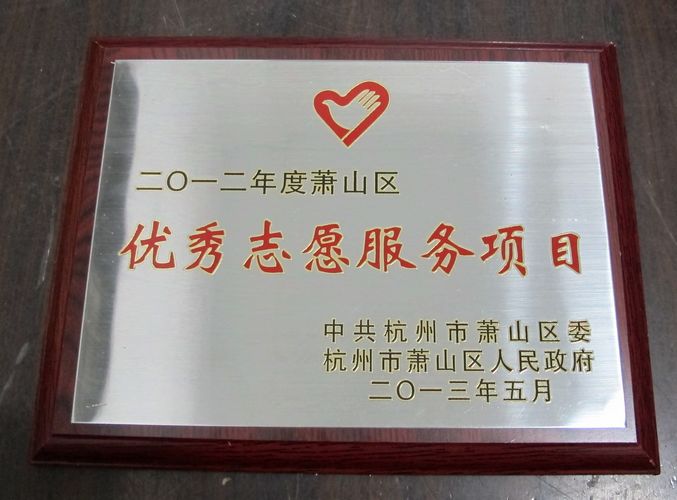 二〇一二年度萧山区
优秀志愿服务项目
中共杭州市萧山区委
杭州市萧山区人民政府
二〇一三年五月